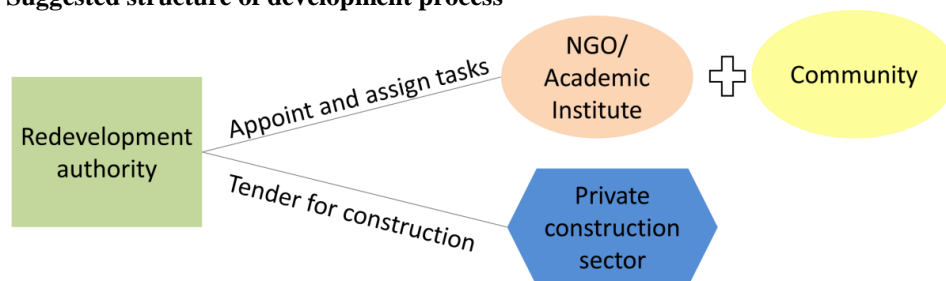 Suggested structure of development process
NGO/
Academic
Institute
Community
Appoint and assign tasks
Redevelopment
authority
Tender for construction
Private
construction
sector